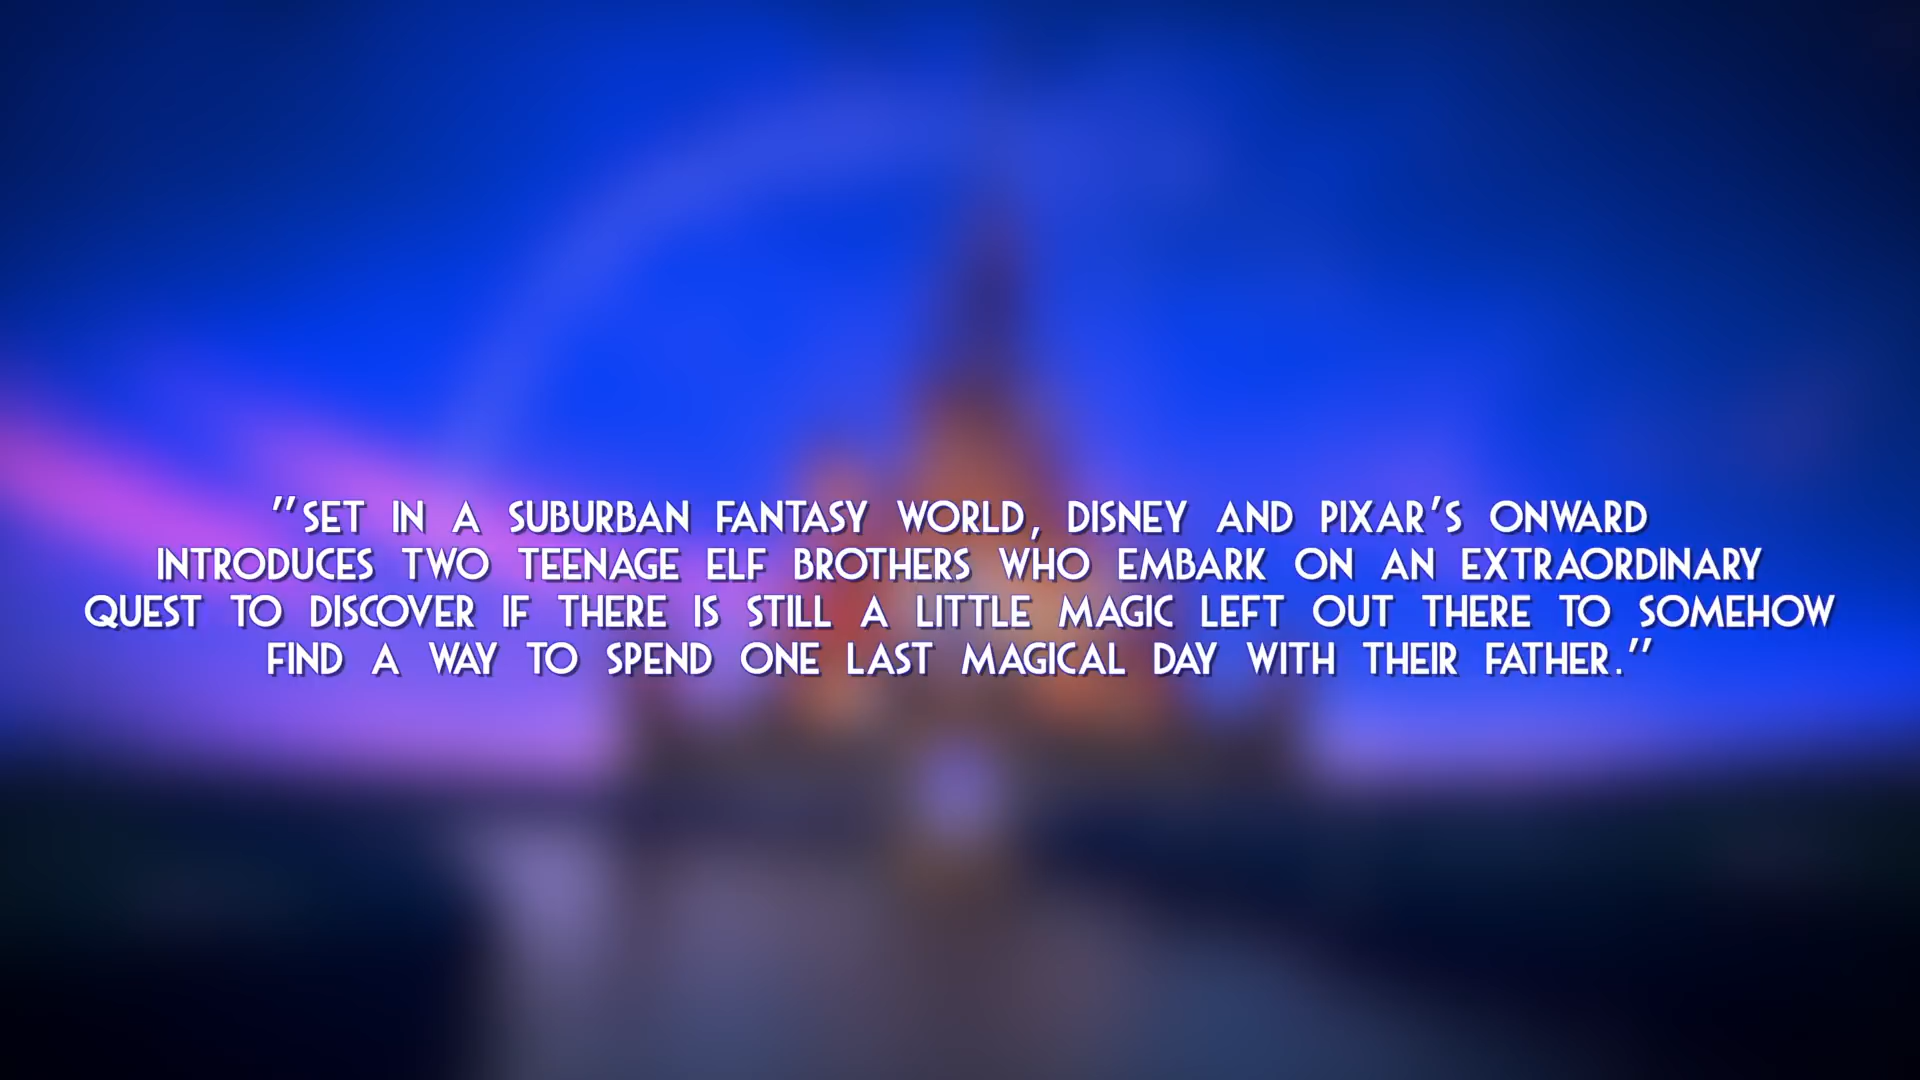 "SET IN A SUBURBAN FANTASY WORLD, DISNEY AND PIXAR'S ONWARD
INTRODUCES TWO TEENAGE ELF BROTHERS WHO EMBARK ON AN EXTRAORDINARY
QUEST TO DISCOVER IF THERE IS STILL A LITTLE MAGIC LEFT OUT THERE TO SOMEHOW
FIND A WAY TO SPEND ONE LAST MAGICAL DAY WITH THEIR FATHER."